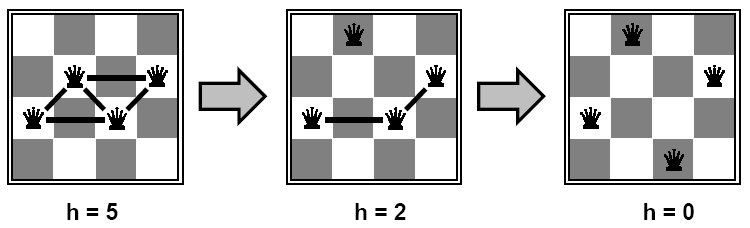 h = 5
h = 2
h = 0